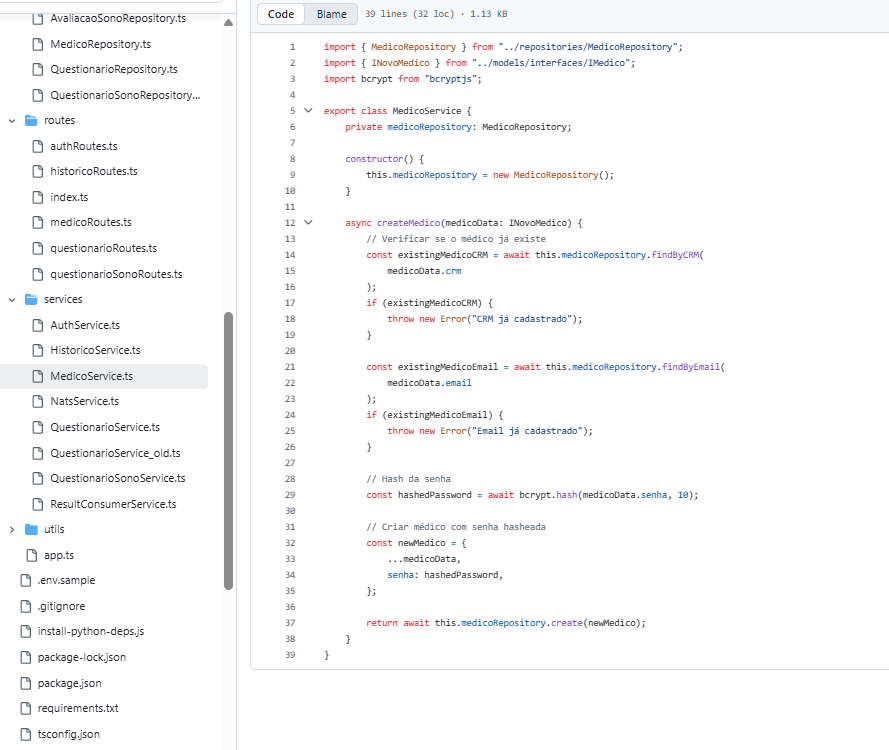 AvaliacaoSonoRepository.ts
MedicoRepository.ts
QuestionarioRepository.ts
QuestionarioSonoRepository...
routes
authRoutes.ts
historicoRoutes.ts
index.ts
medicoRoutes.ts
questionarioRoutes.ts
questionarioSonoRoutes.ts
services
AuthService.ts
HistoricoService.ts
MedicoService.ts
NatsService.ts
QuestionarioService.ts
QuestionarioService_old.ts
QuestionarioSonoService.ts
ResultConsumerService.ts
utils
app.ts
.env.sample
.gitignore
install-python-deps.js
package-lock.json
package.json
requirements.txt
tsconfig.json
Code Blame 39 lines (32 loc) · 1.13 KB
1 import { MedicoRepository } from "../repositories/MedicoRepository";
2 import { INovoMedico } from "../models/interfaces/IMedico";
3 import bcrypt from "bcryptjs";
4
5 export class MedicoService {
6 private medicoRepository: MedicoRepository;
7
8 constructor() {
9 this.medicoRepository = new MedicoRepository();
10 }
11
12 async createMedico(medicoData: INovoMedico) {
13 // Verificar se o médico já existe
14 const existingMedicoCRM = await this.medicoRepository.findByCRM(
15 medicoData.crm
16 );
17 if (existingMedicoCRM) {
18 throw new Error("CRM já cadastrado");
19 }
20
21 const existingMedicoEmail = await this.medicoRepository.findByEmail(
22 medicoData.email
23 );
24 if (existingMedicoEmail) {
25 throw new Error("Email já cadastrado");
26 }
27
28 // Hash da senha
29 const hashedPassword = await bcrypt.hash(medicoData.senha, 10);
30
31 // Criar médico com senha hasheada
32 const newMedico = {
33 ...medicoData,
34 senha: hashedPassword,
35 };
36
37 return await this.medicoRepository.create(newMedico);
38 }
39 }